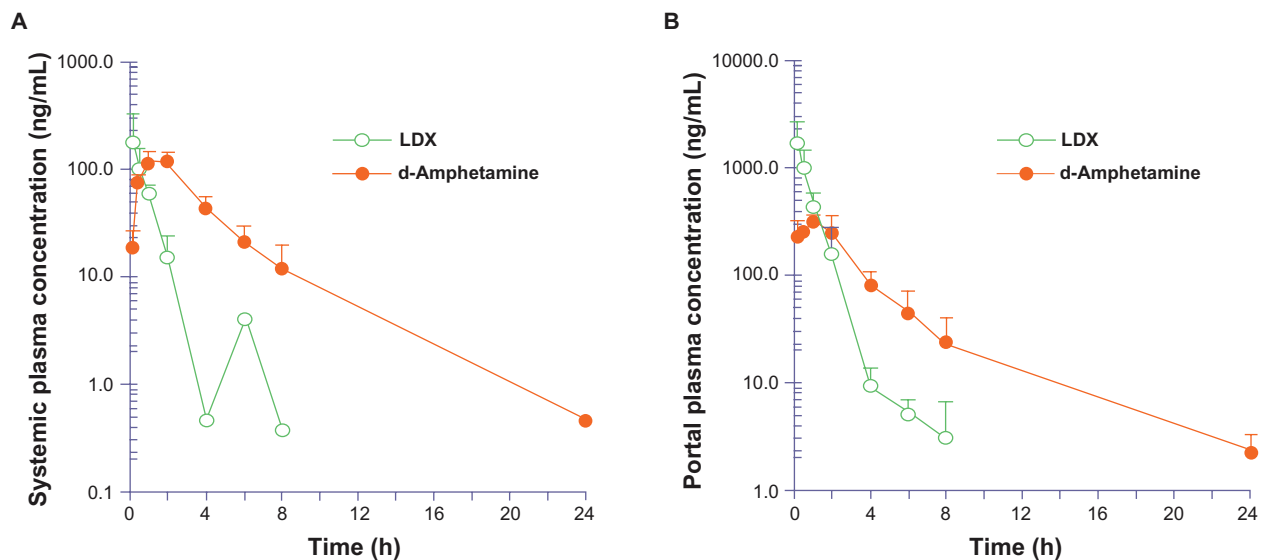 A
Systemic plasma concentration (ng/mL)
1000.0
100.0
10.0
1.0
0.1
0 4 8 12 16 20 24
Time (h)
LDX
d-Amphetamine
B
Portal plasma concentration (ng/mL)
10000.0
1000.0
100.0
10.0
1.0
0 4 8 12 16 20 24
Time (h)
LDX
d-Amphetamine